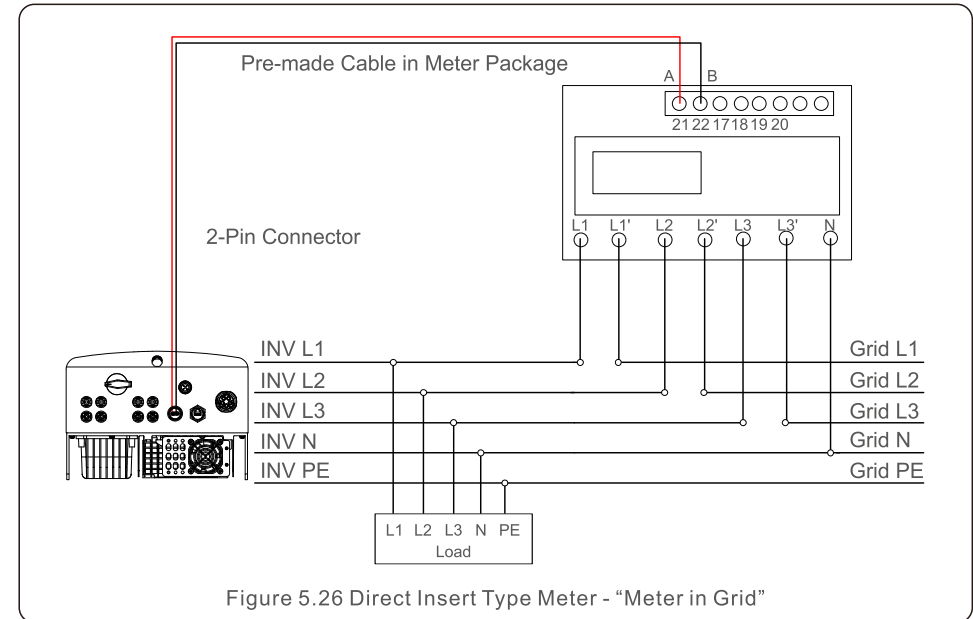 Pre-made Cable in Meter Package
A B
21 22 17 18 19 20
2-Pin Connector
L1 L1' L2 L2' L3 L3' N
INV L1 Grid L1
INV L2 Grid L2
INV L3 Grid L3
INV N Grid N
INV PE Grid PE
L1 L2 L3 N PE
Load
Figure 5.26 Direct Insert Type Meter - “Meter in Grid”